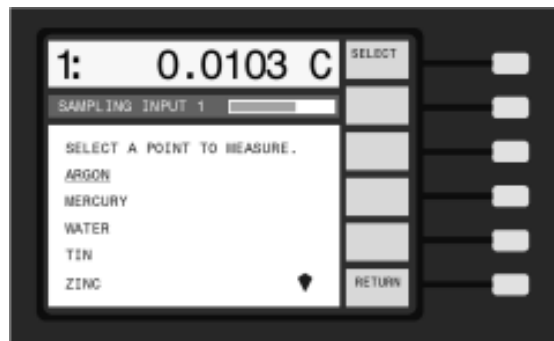 1: 0.0103 C
SELECT
SAMPLING INPUT 1
SELECT A POINT TO MEASURE.
ARGON
MERCURY
WATER
TIN
ZINC
RETURN